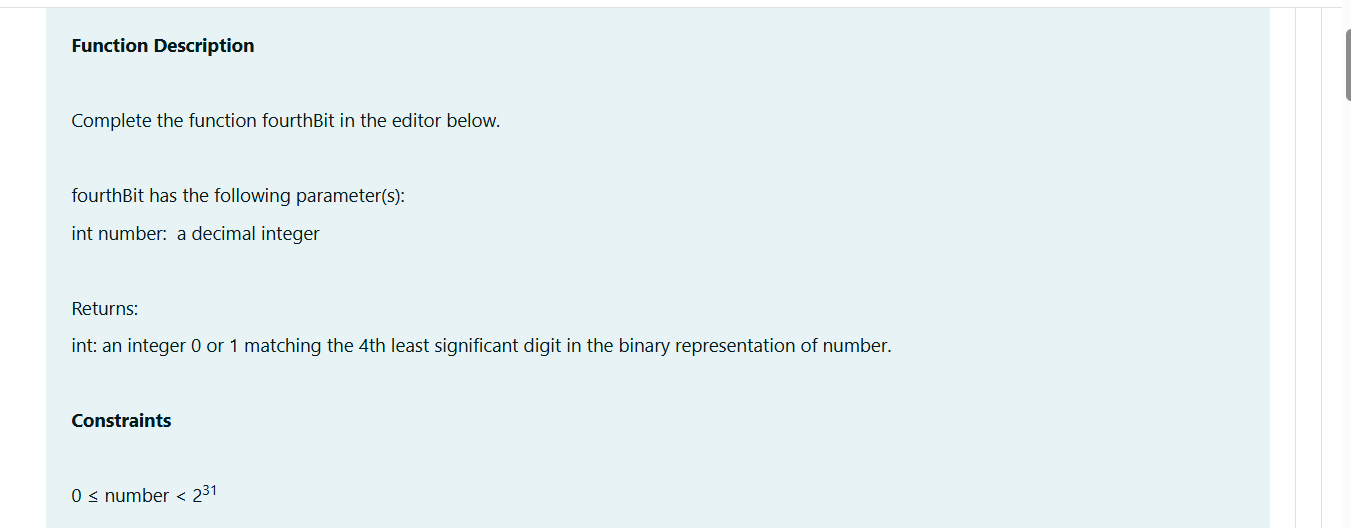 Function Description
Complete the function fourthBit in the editor below.
fourthBit has the following parameter(s):
int number:  a decimal integer
Returns:
int: an integer 0 or 1 matching the 4th least significant digit in the binary representation of number.
Constraints
0 ≤ number < 2³¹